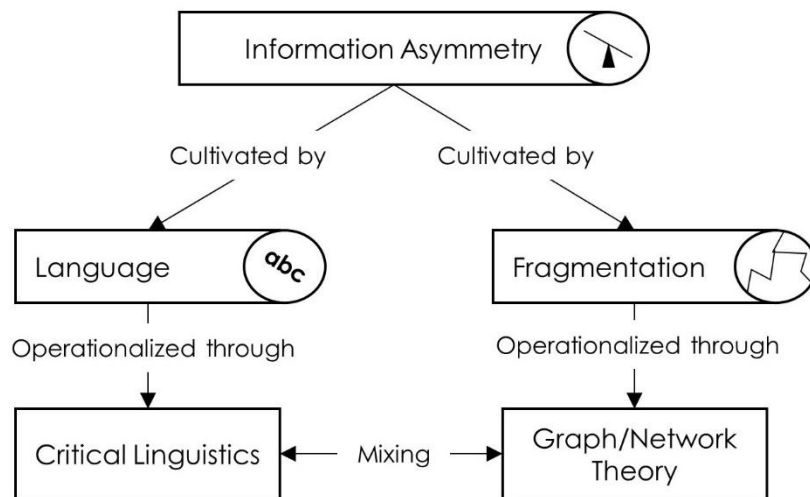 Information Asymmetry
Cultivated by
Cultivated by
Language
abc
Fragmentation
Operationalized through
Operationalized through
Critical Linguistics
Mixing
Graph/Network
Theory